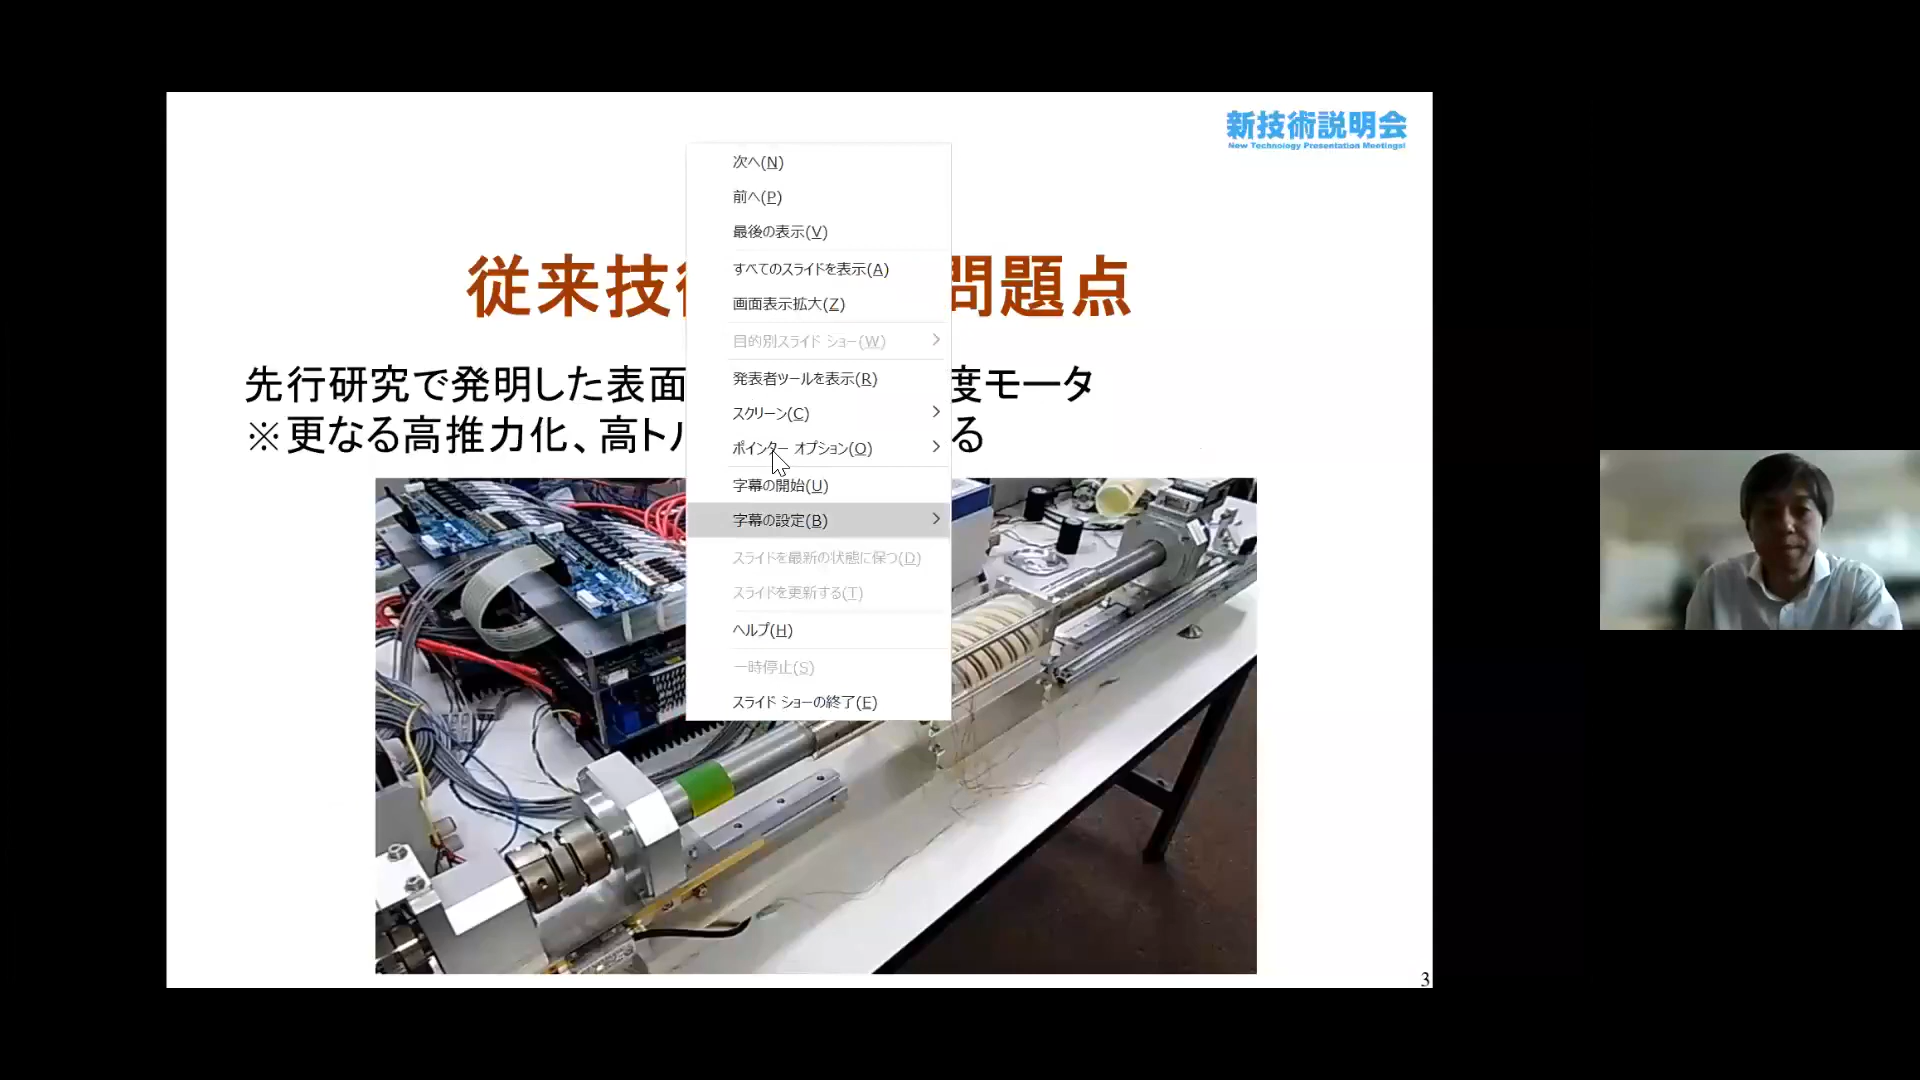 新技術説明会
New Technology Presentation Meetings!
従来技 問題点
先行研究で発明した表面 度モータ
※更なる高推力化、高トル る
次へ(N)
前へ(P)
最後の表示(V)
すべてのスライドを表示(A)
画面表示拡大(Z)
目的別スライド ショー(W)
発表者ツールを表示(R)
スクリーン(C)
ポインター オプション(O)
字幕の開始(U)
字幕の設定(B)
スライドを最新の状態に保つ(D)
スライドを更新する(T)
ヘルプ(H)
一時停止(S)
スライド ショーの終了(E)
3